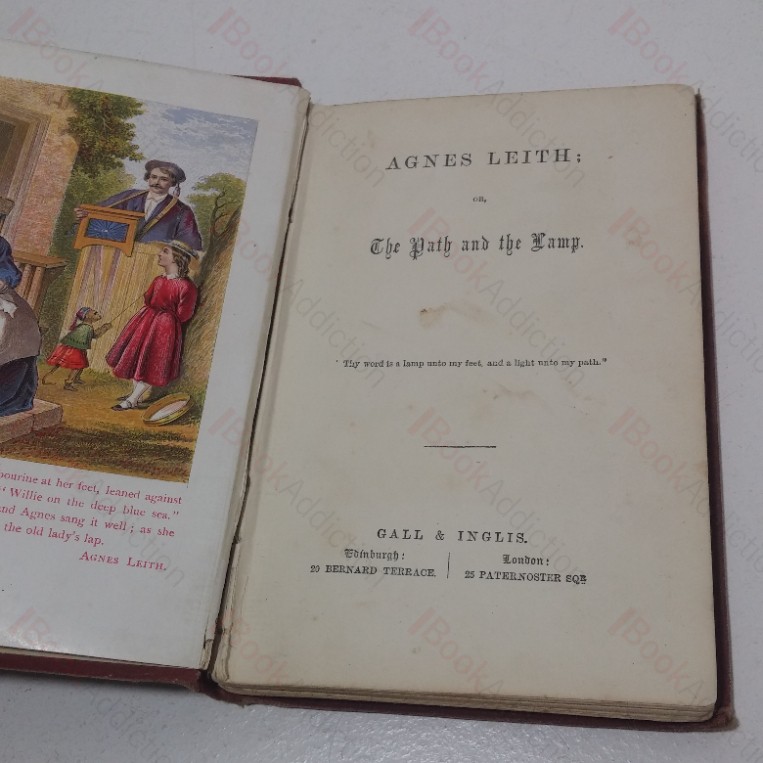 bourine at her feet, leaned against
"Willie on the deep blue sea."
and Agnes sang it well; as she
the old lady's lap.
AGNES LEITH.
AGNES LEITH;
OR,
The Path and the Lamp.
"Thy word is a lamp unto my feet, and a light unto my path."
GALL & INGLIS.
Edinburgh:
20 BERNARD TERRACE
London:
25 PATERNOSTER SQR
BookAddiction